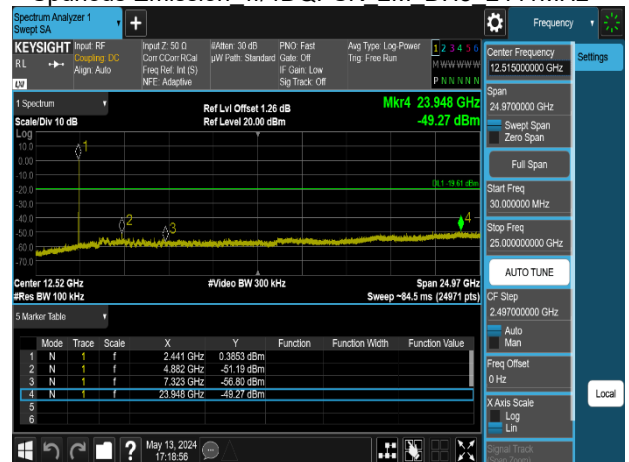 Spurious Emission_π/4DQPSK_2M_DH5_2441MHz
Spectrum Analyzer 1
Swept SA
+
Frequency
KEYSIGHT
RL
Input: RF
Coupling: DC
Align: Auto
Input Z: 50 Ω
Corr CCorr RCal
Freq Ref: Int (S)
NFE: Adaptive
#Atten: 30 dB
µW Path: Standard
PNO: Fast
Gate: Off
IF Gain: Low
Sig Track: Off
Avg Type: Log-Power
Trig: Free Run
1 2 3 4 5 6
M W W W W W
P N N N N N
LW
1 Spectrum
Scale/Div 10 dB
Log
Ref Lvl Offset 1.26 dB
Ref Level 20.00 dBm
Mkr4 23.948 GHz
-49.27 dBm
10.0
0.00
-10.0
-20.0
-30.0
-40.0
-50.0
-60.0
-70.0
1
2
3
4
DL1 -19.61 dBm
Center 12.52 GHz
#Res BW 100 kHz
#Video BW 300 kHz
Span 24.97 GHz
Sweep ~84.5 ms (24971 pts)
5 Marker Table
Mode Trace Scale X Y Function Function Width Function Value
1 N 1 f 2.441 GHz 0.3853 dBm
2 N 1 f 4.882 GHz -51.19 dBm
3 N 1 f 7.323 GHz -56.80 dBm
4 N 1 f 23.948 GHz -49.27 dBm
5
6
?
May 13, 2024
17:18:56
Center Frequency
12.515000000 GHz
Span
24.9700000 GHz
Swept Span
Zero Span
Full Span
Start Freq
30.000000 MHz
Stop Freq
25.000000000 GHz
AUTO TUNE
CF Step
2.497000000 GHz
Auto
Man
Freq Offset
0 Hz
X Axis Scale
Log
Lin
Signal Track
(Span Zoom)
Settings
Local